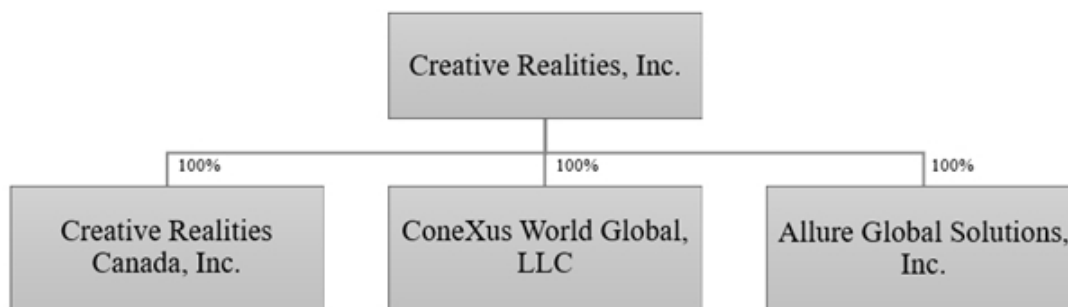 Creative Realities, Inc.
100%
100%
100%
Creative Realities
Canada, Inc.
ConeXus World Global,
LLC
Allure Global Solutions,
Inc.